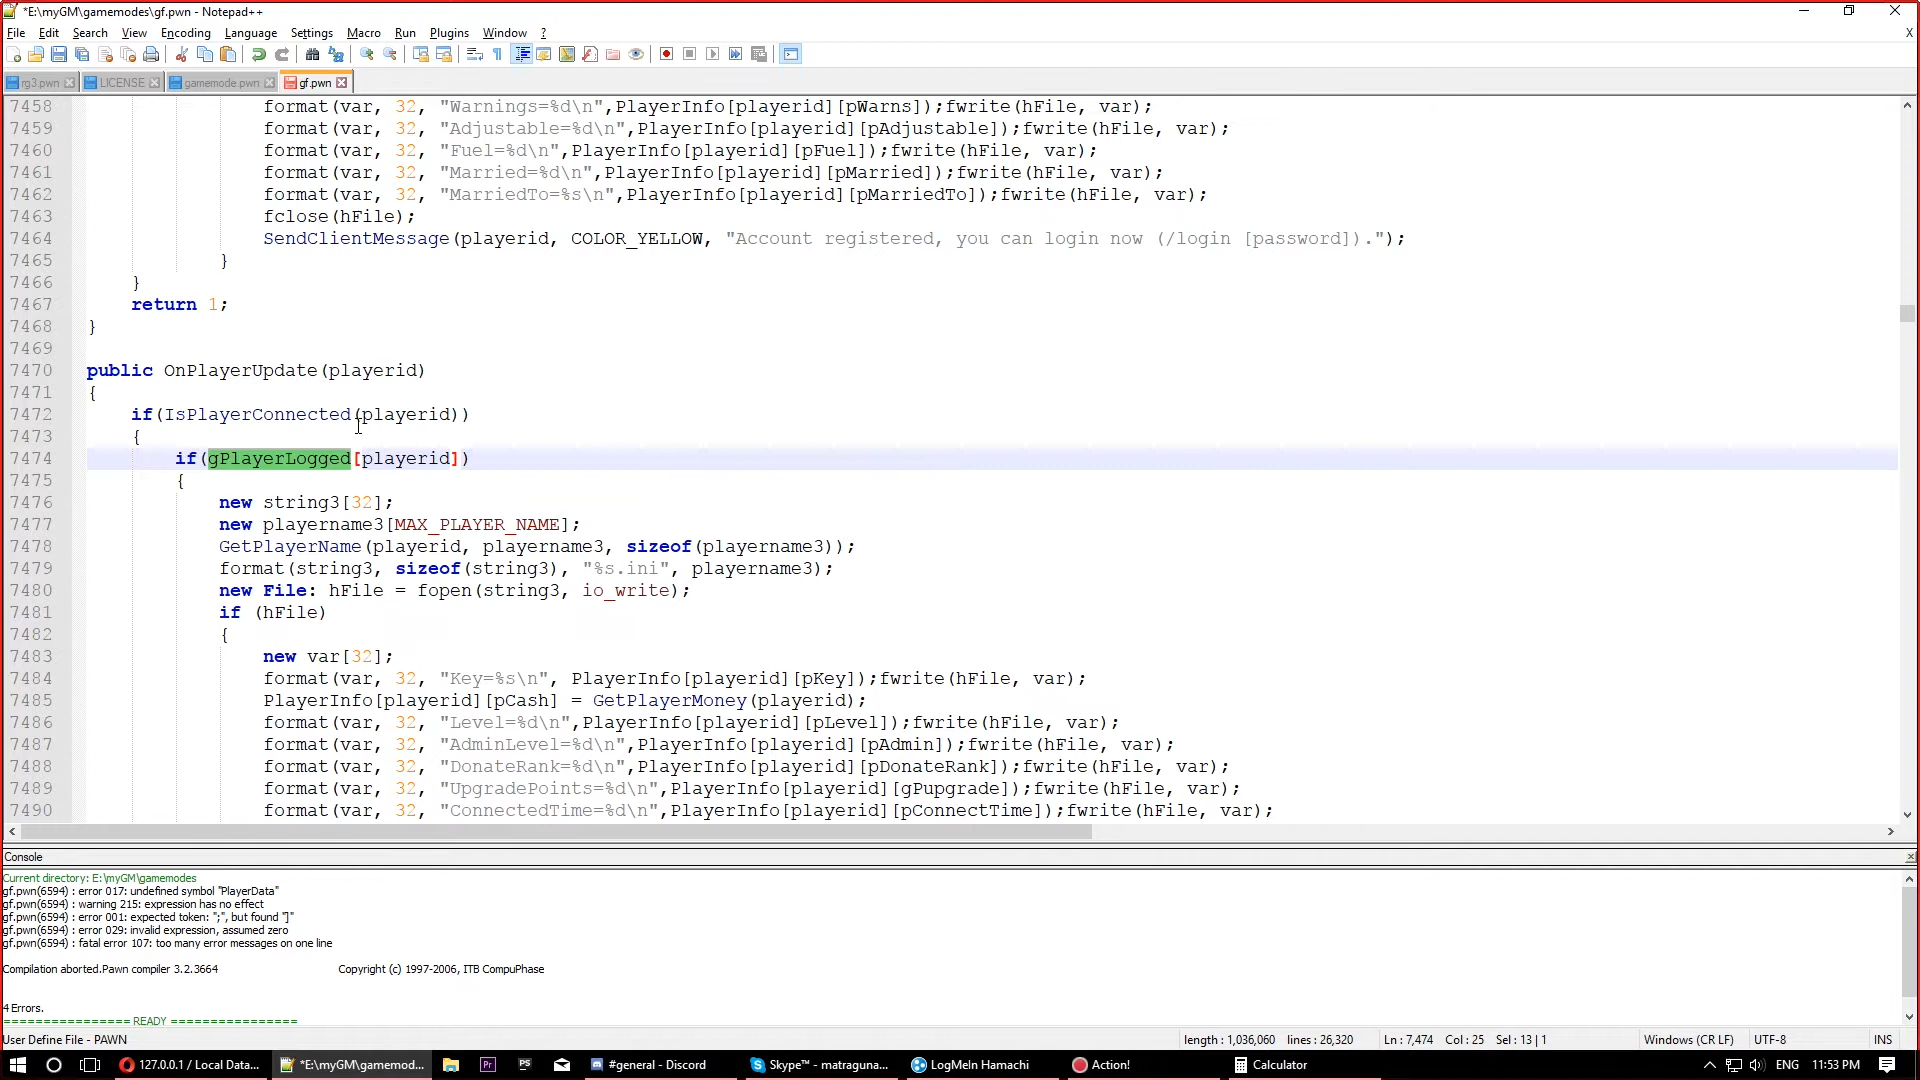 *E:\myGM\gamemodes\gf.pwn - Notepad++
File Edit Search View Encoding Language Settings Macro Run Plugins Window ? X
rg3.pwn LICENSE gamemode.pwn gf.pwn
7458 format(var, 32, "Warnings=%d\n",PlayerInfo[playerid][pWarns]);fwrite(hFile, var);
7459 format(var, 32, "Adjustable=%d\n",PlayerInfo[playerid][pAdjustable]);fwrite(hFile, var);
7460 format(var, 32, "Fuel=%d\n",PlayerInfo[playerid][pFuel]);fwrite(hFile, var);
7461 format(var, 32, "Married=%d\n",PlayerInfo[playerid][pMarried]);fwrite(hFile, var);
7462 format(var, 32, "MarriedTo=%s\n",PlayerInfo[playerid][pMarriedTo]);fwrite(hFile, var);
7463 fclose(hFile);
7464 SendClientMessage(playerid, COLOR_YELLOW, "Account registered, you can login now (/login [password]).");
7465 }
7466 }
7467 return 1;
7468 }
7469
7470 public OnPlayerUpdate(playerid)
7471 {
7472 if(IsPlayerConnected(playerid))
7473 {
7474 if(gPlayerLogged[playerid])
7475 {
7476 new string3[32];
7477 new playername3[MAX_PLAYER_NAME];
7478 GetPlayerName(playerid, playername3, sizeof(playername3));
7479 format(string3, sizeof(string3), "%s.ini", playername3);
7480 new File: hFile = fopen(string3, io_write);
7481 if (hFile)
7482 {
7483 new var[32];
7484 format(var, 32, "Key=%s\n", PlayerInfo[playerid][pKey]);fwrite(hFile, var);
7485 PlayerInfo[playerid][pCash] = GetPlayerMoney(playerid);
7486 format(var, 32, "Level=%d\n",PlayerInfo[playerid][pLevel]);fwrite(hFile, var);
7487 format(var, 32, "AdminLevel=%d\n",PlayerInfo[playerid][pAdmin]);fwrite(hFile, var);
7488 format(var, 32, "DonateRank=%d\n",PlayerInfo[playerid][pDonateRank]);fwrite(hFile, var);
7489 format(var, 32, "UpgradePoints=%d\n",PlayerInfo[playerid][gPupgrade]);fwrite(hFile, var);
7490 format(var, 32, "ConnectedTime=%d\n",PlayerInfo[playerid][pConnectTime]);fwrite(hFile, var);
Console
Current directory: E:\myGM\gamemodes
gf.pwn(6594) : error 017: undefined symbol "PlayerData"
gf.pwn(6594) : warning 215: expression has no effect
gf.pwn(6594) : error 001: expected token: ";", but found "]"
gf.pwn(6594) : error 029: invalid expression, assumed zero
gf.pwn(6594) : fatal error 107: too many error messages on one line
Compilation aborted.Pawn compiler 3.2.3664 Copyright (c) 1997-2006, ITB CompuPhase
4 Errors.
================ READY ================
User Define File - PAWN length : 1,036,060 lines : 26,320 Ln : 7,474 Col : 25 Sel : 13 | 1 Windows (CR LF) UTF-8 INS
127.0.0.1 / Local Data... *E:\myGM\gamemod... Pr PS #general - Discord Skype™ - matraguna... LogMeIn Hamachi Action! Calculator ENG 11:53 PM